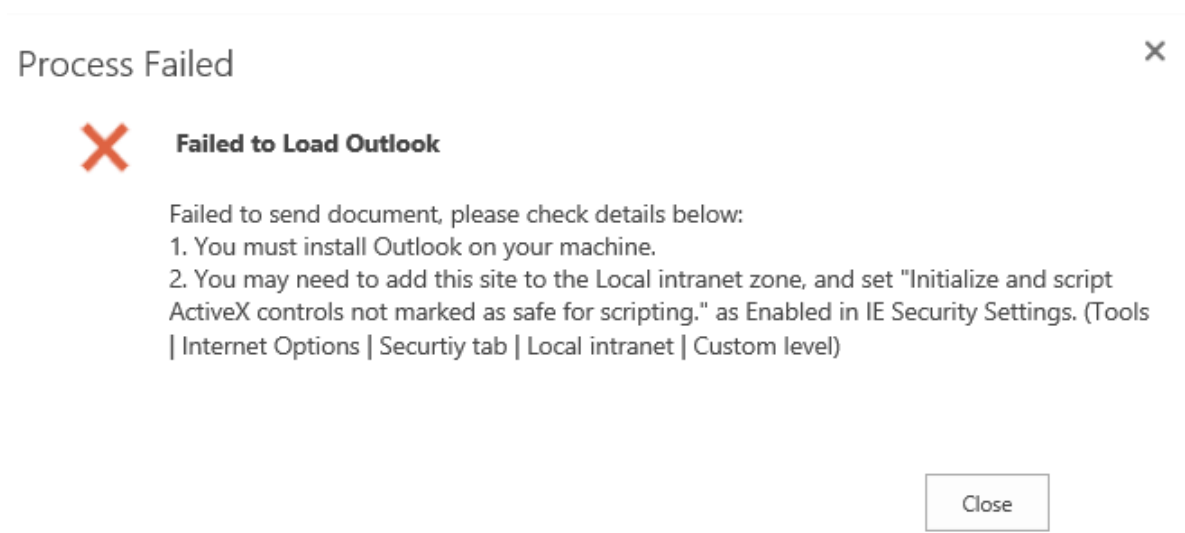 Process Failed
Failed to Load Outlook
Failed to send document, please check details below:
1. You must install Outlook on your machine.
2. You may need to add this site to the Local intranet zone, and set "Initialize and script
ActiveX controls not marked as safe for scripting." as Enabled in IE Security Settings. (Tools
| Internet Options | Securtiy tab | Local intranet | Custom level)
Close